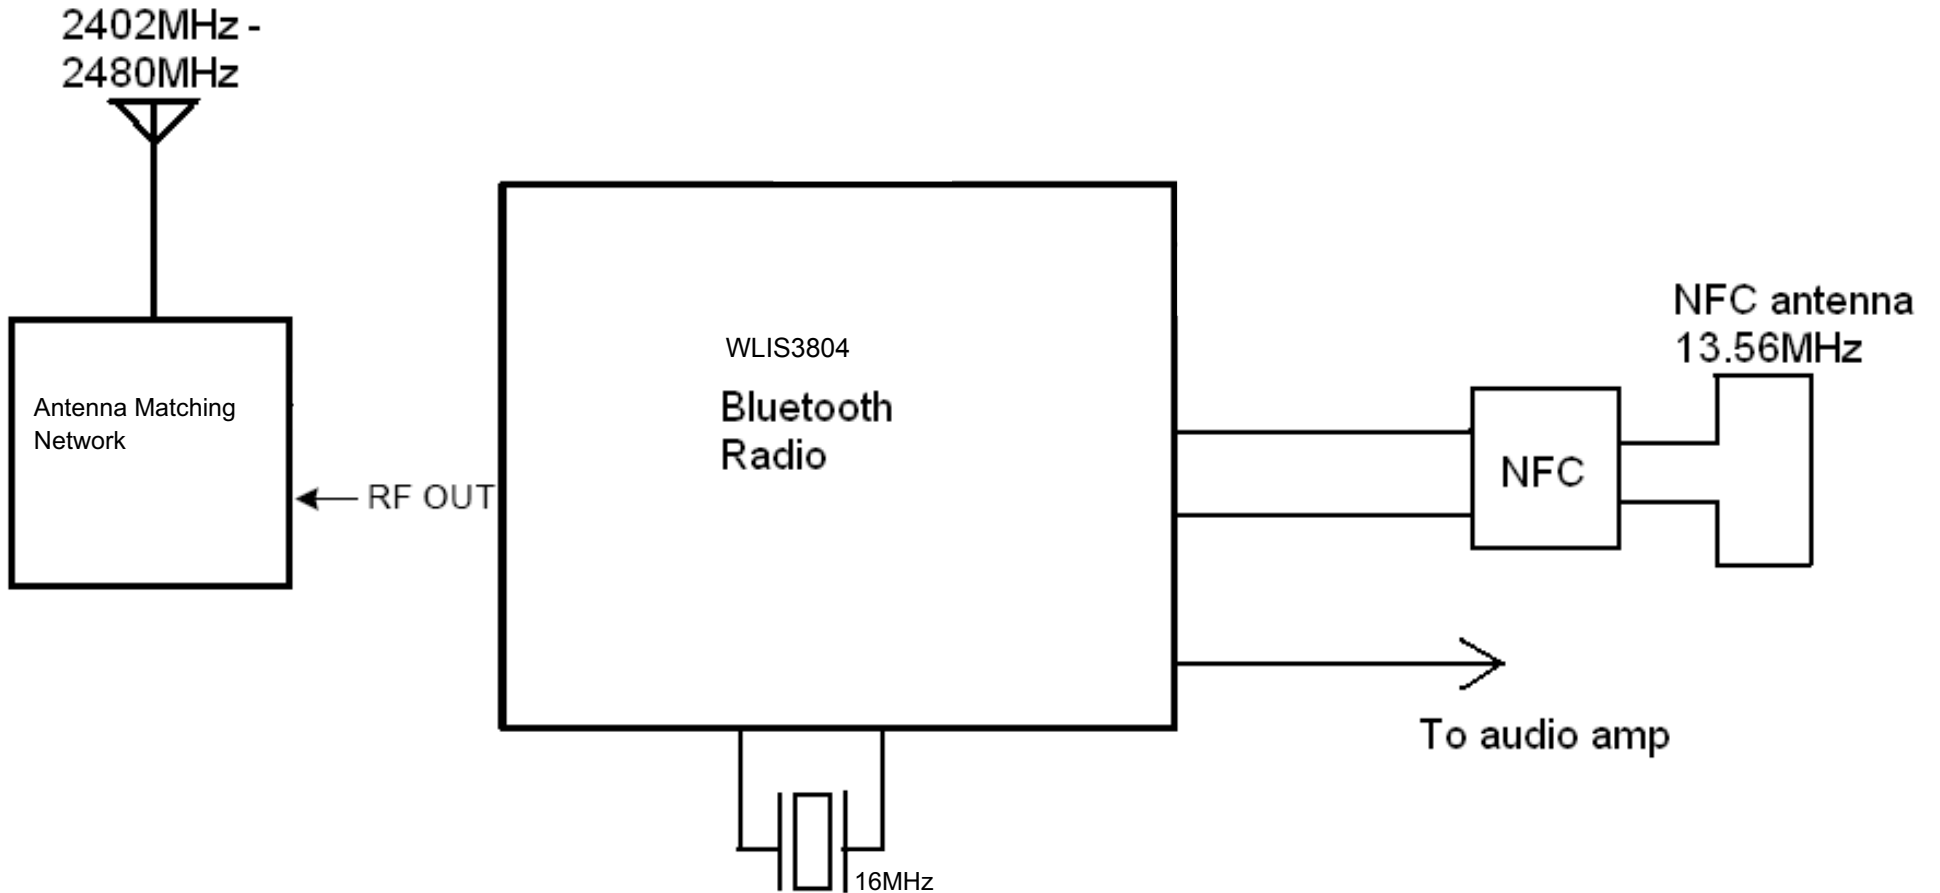 2402MHz -
2480MHz
WLIS3804
Bluetooth
Radio
Antenna Matching
Network
RF OUT
NFC
NFC antenna
13.56MHz
To audio amp
16MHz